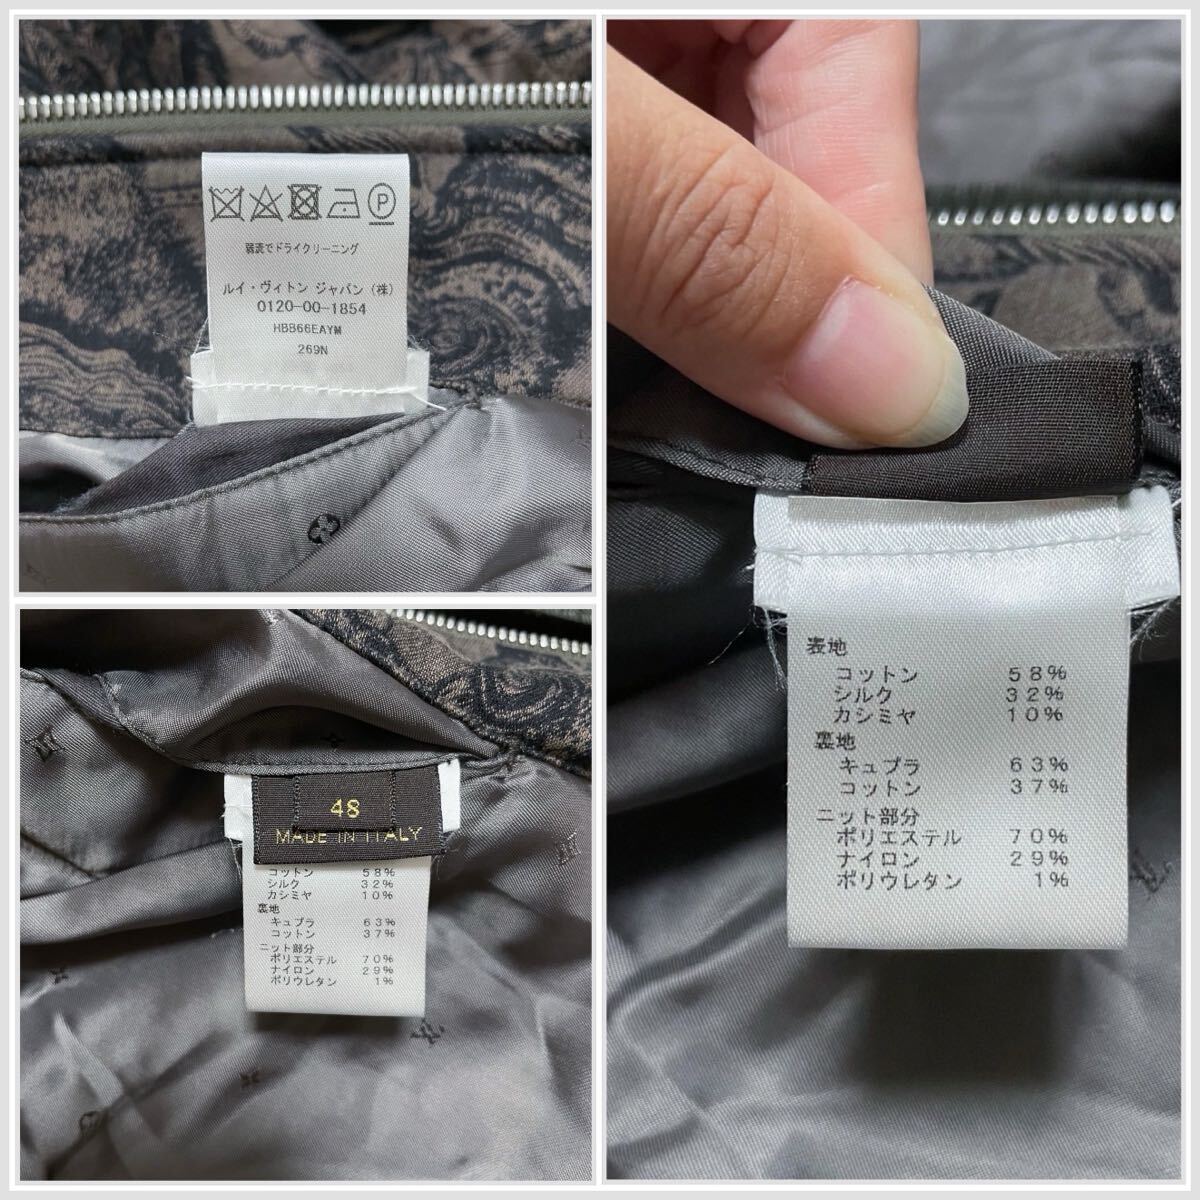 P
弱洗でドライクリーニング
ルイ・ヴィトン ジャパン (株)
0120-00-1854
HBB66EAYM
269N
48
MADE IN ITALY
コットン 58%
シルク 32%
カシミヤ 10%
裏地
キュプラ 63%
コットン 37%
ニット部分
ポリエステル 70%
ナイロン 29%
ポリウレタン 1%
表地
コットン 58%
シルク 32%
カシミヤ 10%
裏地
キュプラ 63%
コットン 37%
ニット部分
ポリエステル 70%
ナイロン 29%
ポリウレタン 1%